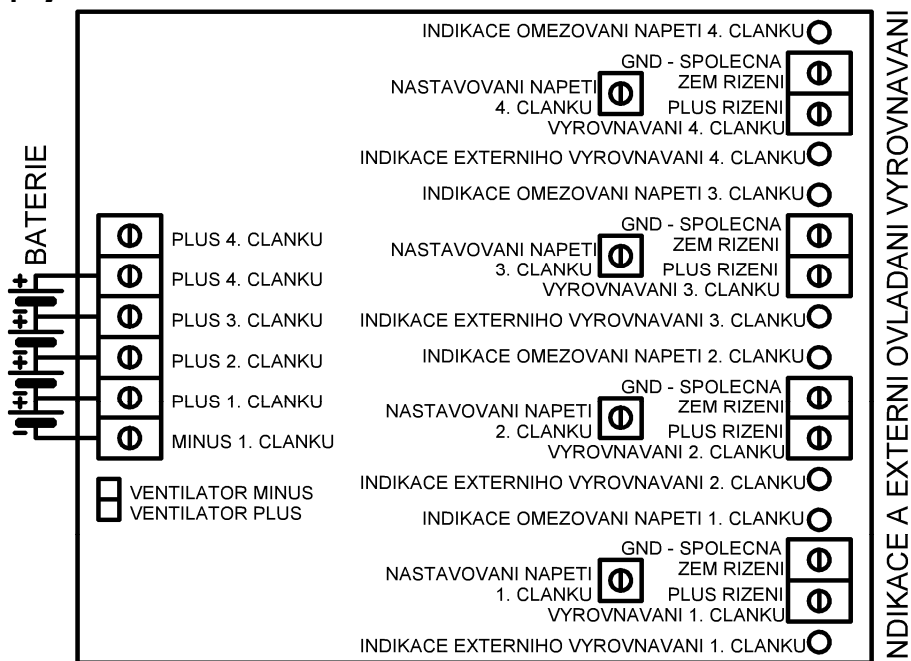 INDIKACE OMEZOVANI NAPETI 4. CLANKU
GND - SPOLECNA
ZEM RIZENI
NASTAVOVANI NAPETI
4. CLANKU
PLUS RIZENI
VYROVNAVANI 4. CLANKU
INDIKACE EXTERNIHO VYROVNAVANI 4. CLANKU
INDIKACE OMEZOVANI NAPETI 3. CLANKU
GND - SPOLECNA
ZEM RIZENI
NASTAVOVANI NAPETI
3. CLANKU
PLUS RIZENI
VYROVNAVANI 3. CLANKU
INDIKACE EXTERNIHO VYROVNAVANI 3. CLANKU
INDIKACE OMEZOVANI NAPETI 2. CLANKU
GND - SPOLECNA
ZEM RIZENI
NASTAVOVANI NAPETI
2. CLANKU
PLUS RIZENI
VYROVNAVANI 2. CLANKU
INDIKACE EXTERNIHO VYROVNAVANI 2. CLANKU
INDIKACE OMEZOVANI NAPETI 1. CLANKU
GND - SPOLECNA
ZEM RIZENI
NASTAVOVANI NAPETI
1. CLANKU
PLUS RIZENI
VYROVNAVANI 1. CLANKU
INDIKACE EXTERNIHO VYROVNAVANI 1. CLANKU
BATERIE
PLUS 4. CLANKU
PLUS 4. CLANKU
PLUS 3. CLANKU
PLUS 2. CLANKU
PLUS 1. CLANKU
MINUS 1. CLANKU
VENTILATOR MINUS
VENTILATOR PLUS
NDIKACE A EXTERNI OVLADANI VYROVNAVANI